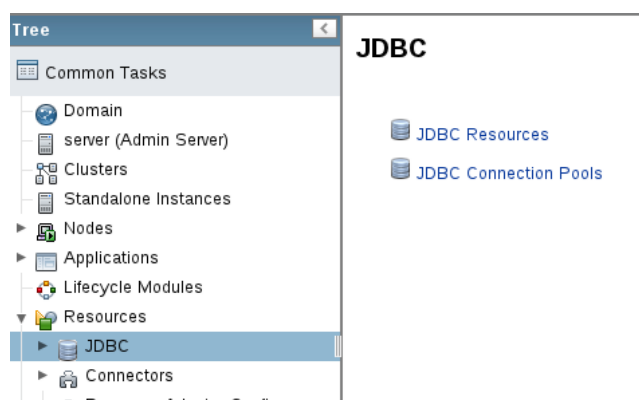 Tree
Common Tasks
Domain
server (Admin Server)
Clusters
Standalone Instances
Nodes
Applications
Lifecycle Modules
Resources
JDBC
Connectors
JDBC
JDBC Resources
JDBC Connection Pools